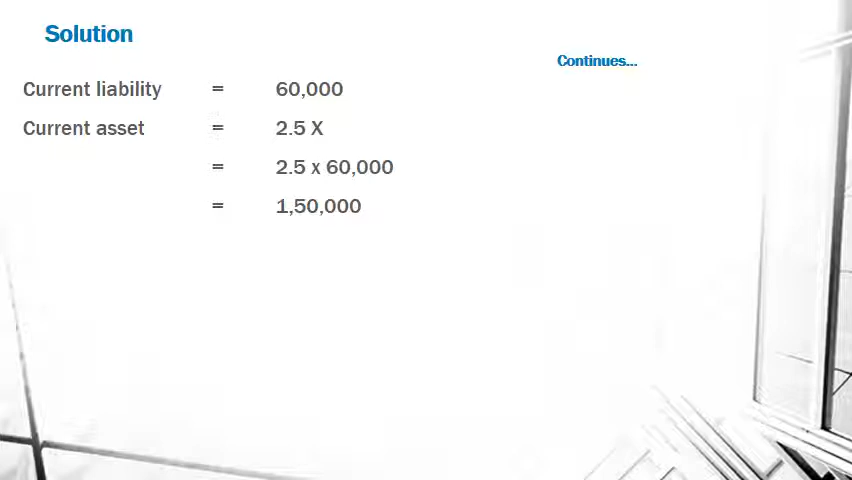 Solution
Continues...
Current liability = 60,000
Current asset = 2.5 X
= 2.5 x 60,000
= 1,50,000